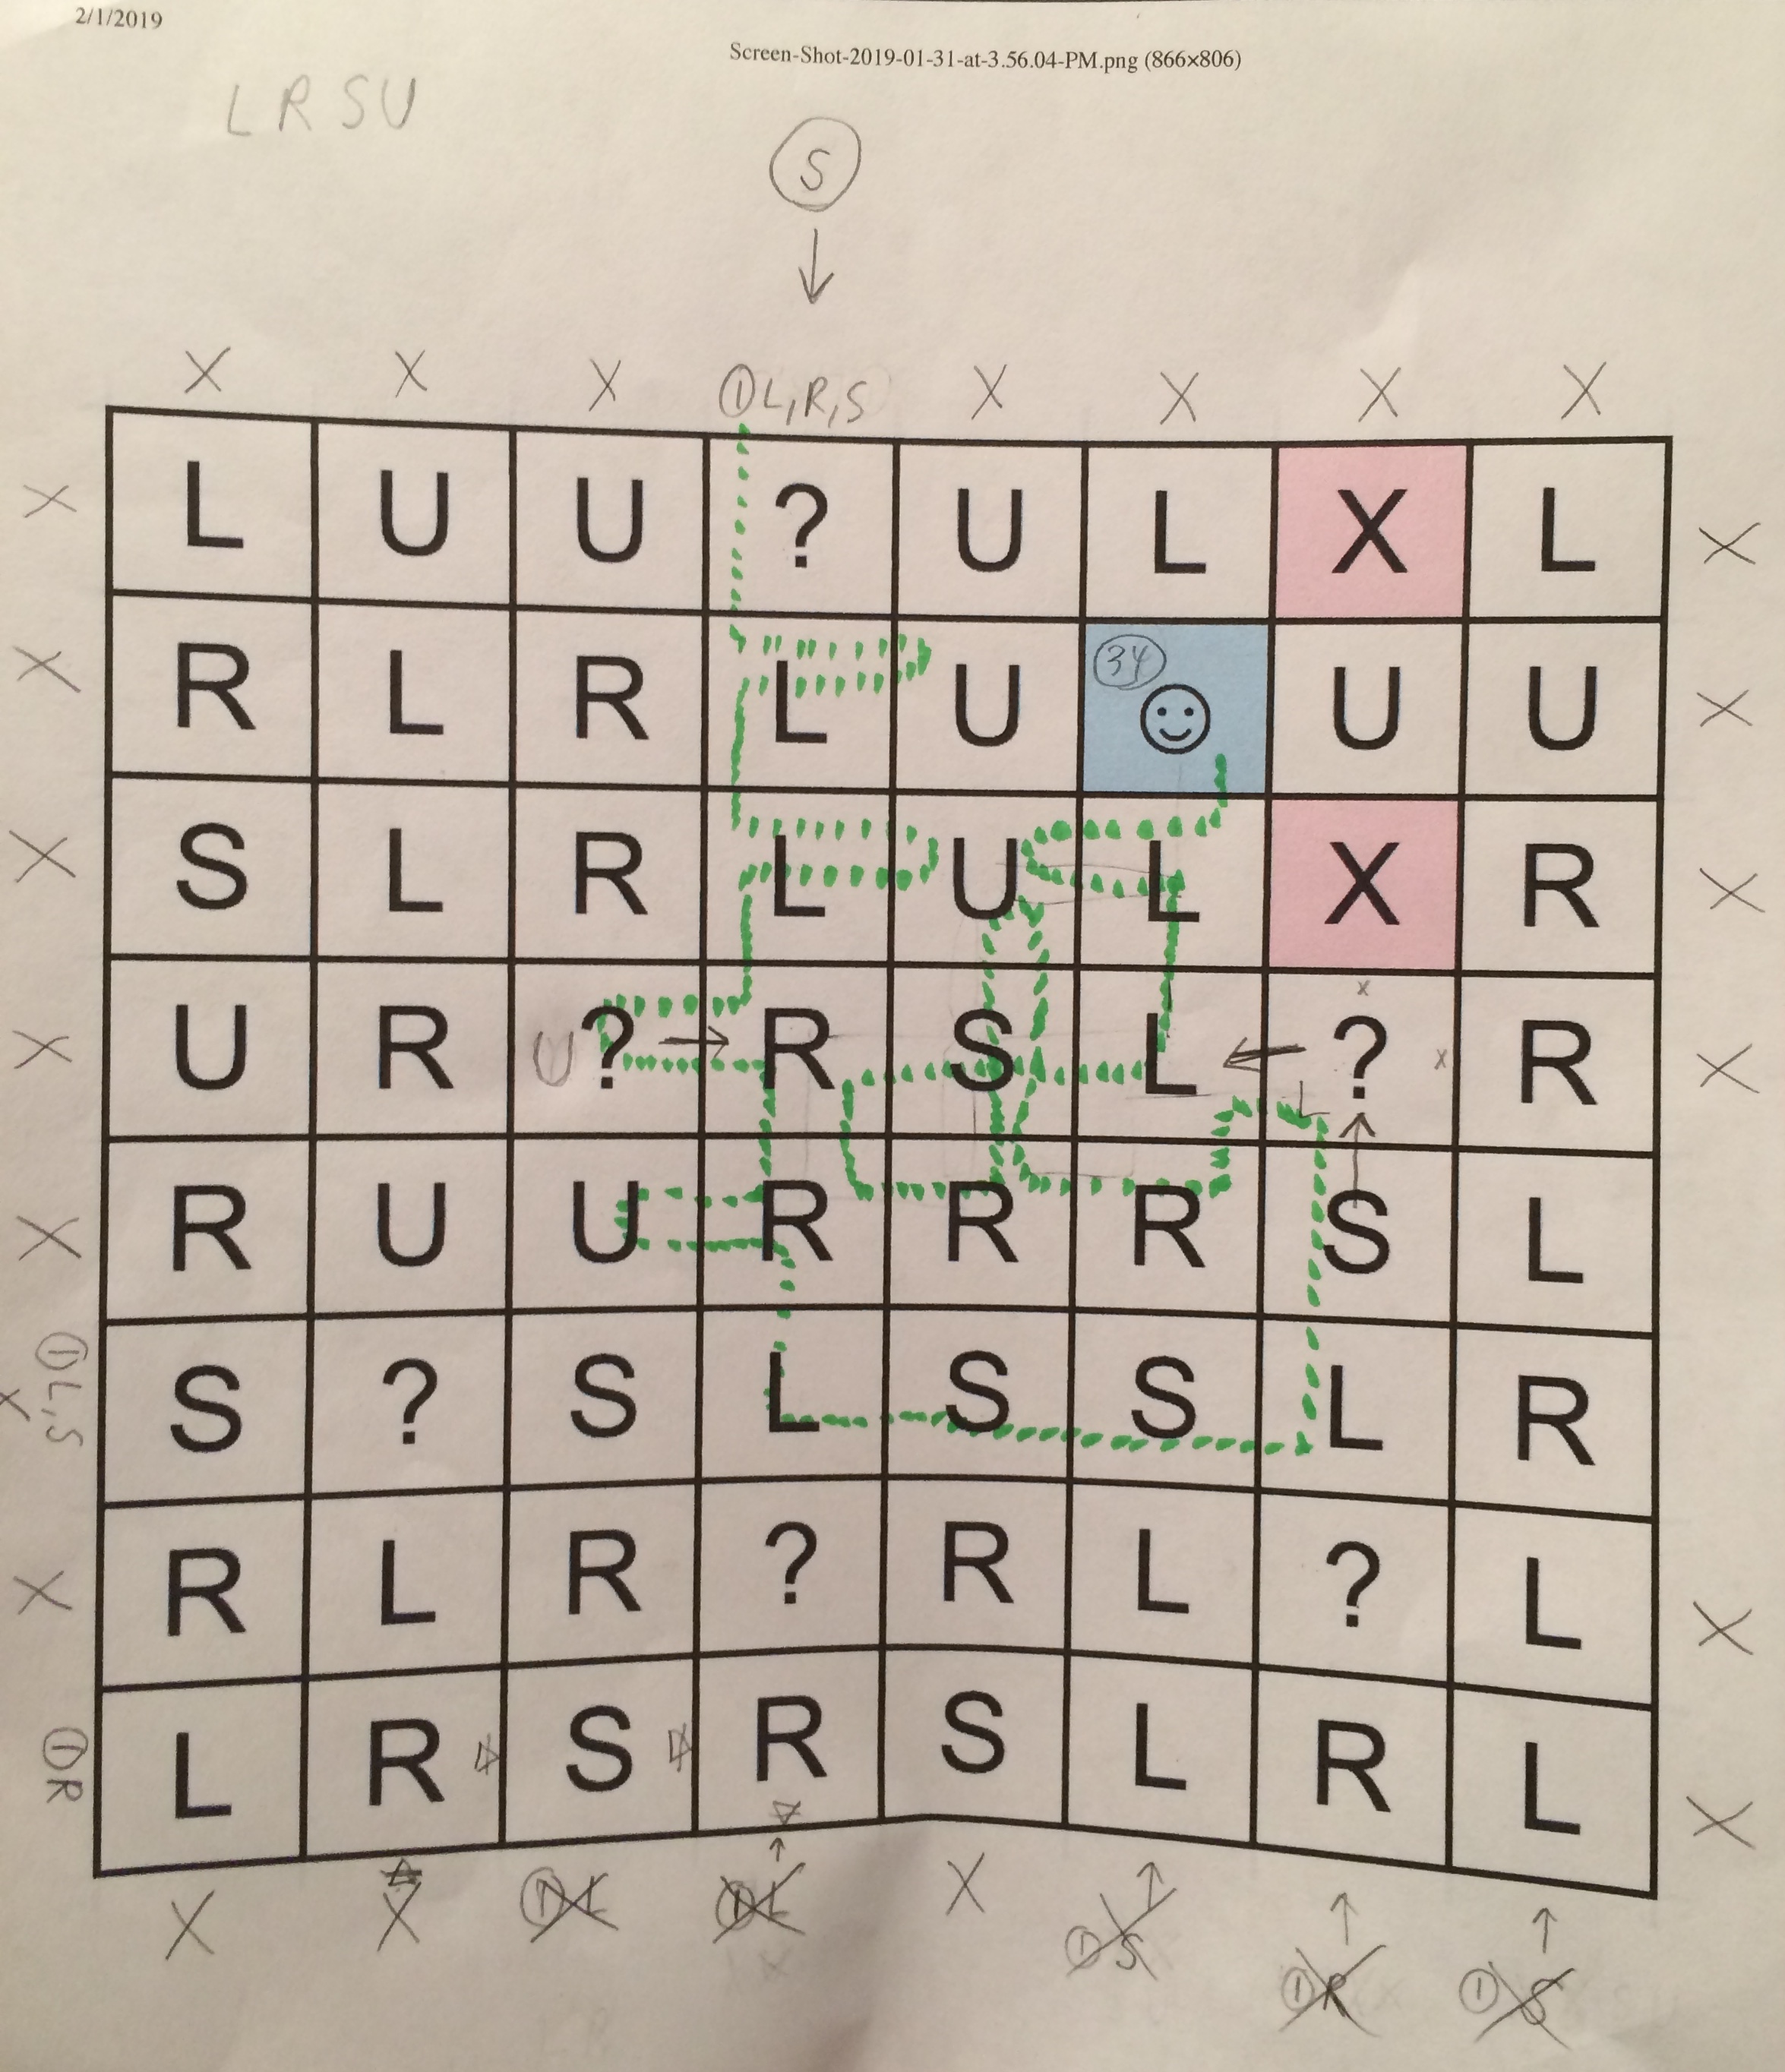 2/1/2019
Screen-Shot-2019-01-31-at-3.56.04-PM.png (866×806)
L R S U
S
X X X ① L,R,S X X X X
X L U U ? U L X L X
34
X R L R L U U U X
X S L R L U L X R X
x
X U R U ? R S L ? x R X
L
X R U U R R R S L
① L,S X S ? S L S S L R
X R L R ? R L ? L X
① R L R S R S L R L X
X X ① L ① L X ① S ① R ① S